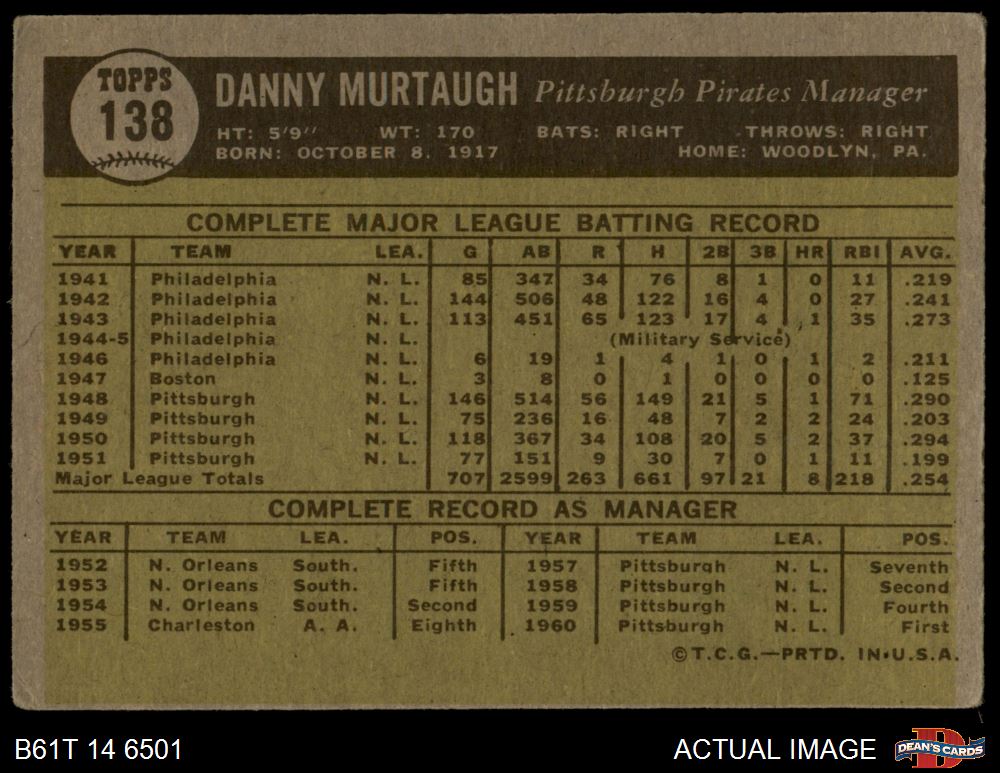 TOPPS
138
DANNY MURTAUGH Pittsburgh Pirates Manager
HT: 5'9" WT: 170 BATS: RIGHT THROWS: RIGHT
BORN: OCTOBER 8, 1917 HOME: WOODLYN, PA.
COMPLETE MAJOR LEAGUE BATTING RECORD
YEAR TEAM LEA. G AB R H 2B 3B HR RBI AVG.
1941 Philadelphia N. L. 85 347 34 76 8 1 0 11 .219
1942 Philadelphia N. L. 144 506 48 122 16 4 0 27 .241
1943 Philadelphia N. L. 113 451 65 123 17 4 1 35 .273
1944-5 Philadelphia N. L. (Military Service)
1946 Philadelphia N. L. 6 19 1 4 1 0 1 2 .211
1947 Boston N. L. 3 8 0 1 0 0 0 0 .125
1948 Pittsburgh N. L. 146 514 56 149 21 5 1 71 .290
1949 Pittsburgh N. L. 75 236 16 48 7 2 2 24 .203
1950 Pittsburgh N. L. 118 367 34 108 20 5 2 37 .294
1951 Pittsburgh N. L. 77 151 9 30 7 0 1 11 .199
Major League Totals 707 2599 263 661 97 21 8 218 .254
COMPLETE RECORD AS MANAGER
YEAR TEAM LEA. POS. YEAR TEAM LEA. POS.
1952 N. Orleans South. Fifth 1957 Pittsburgh N. L. Seventh
1953 N. Orleans South. Fifth 1958 Pittsburgh N. L. Second
1954 N. Orleans South. Second 1959 Pittsburgh N. L. Fourth
1955 Charleston A. A. Eighth 1960 Pittsburgh N. L. First
©T.C.G.—PRTD. IN U.S.A.
B61T 14 6501 ACTUAL IMAGE DEAN'S CARDS